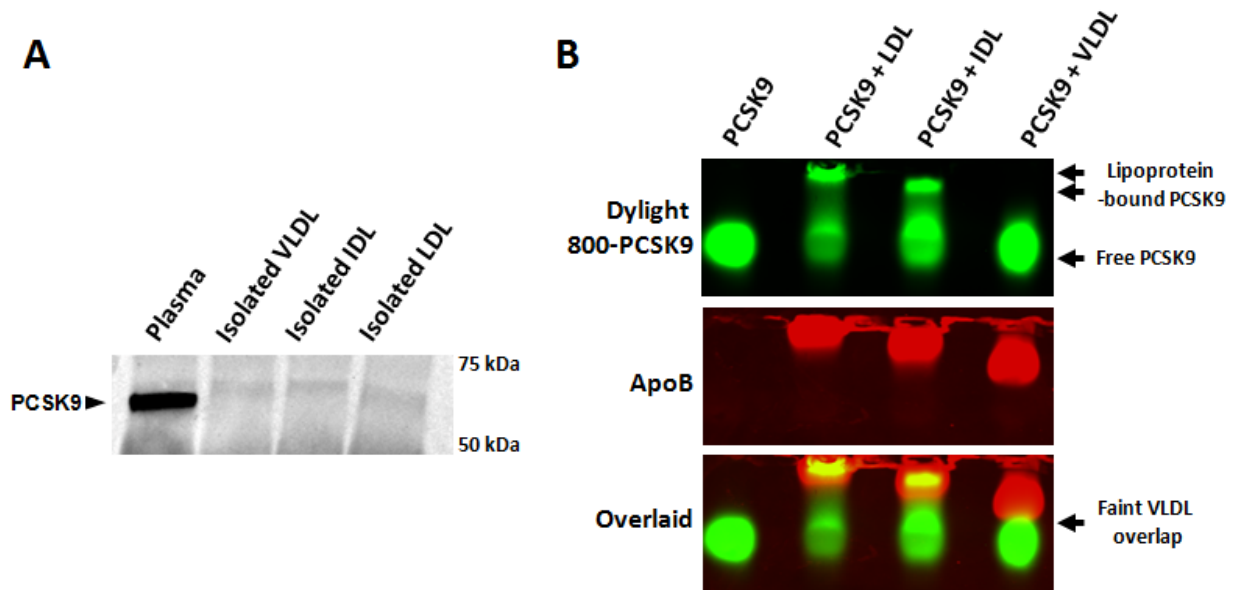 A
Plasma
Isolated VLDL
Isolated IDL
Isolated LDL
75 kDa
PCSK9
50 kDa
B
PCSK9
PCSK9 + LDL
PCSK9 + IDL
PCSK9 + VLDL
Dylight
800-PCSK9
Lipoprotein
-bound PCSK9
Free PCSK9
ApoB
Overlaid
Faint VLDL
overlap